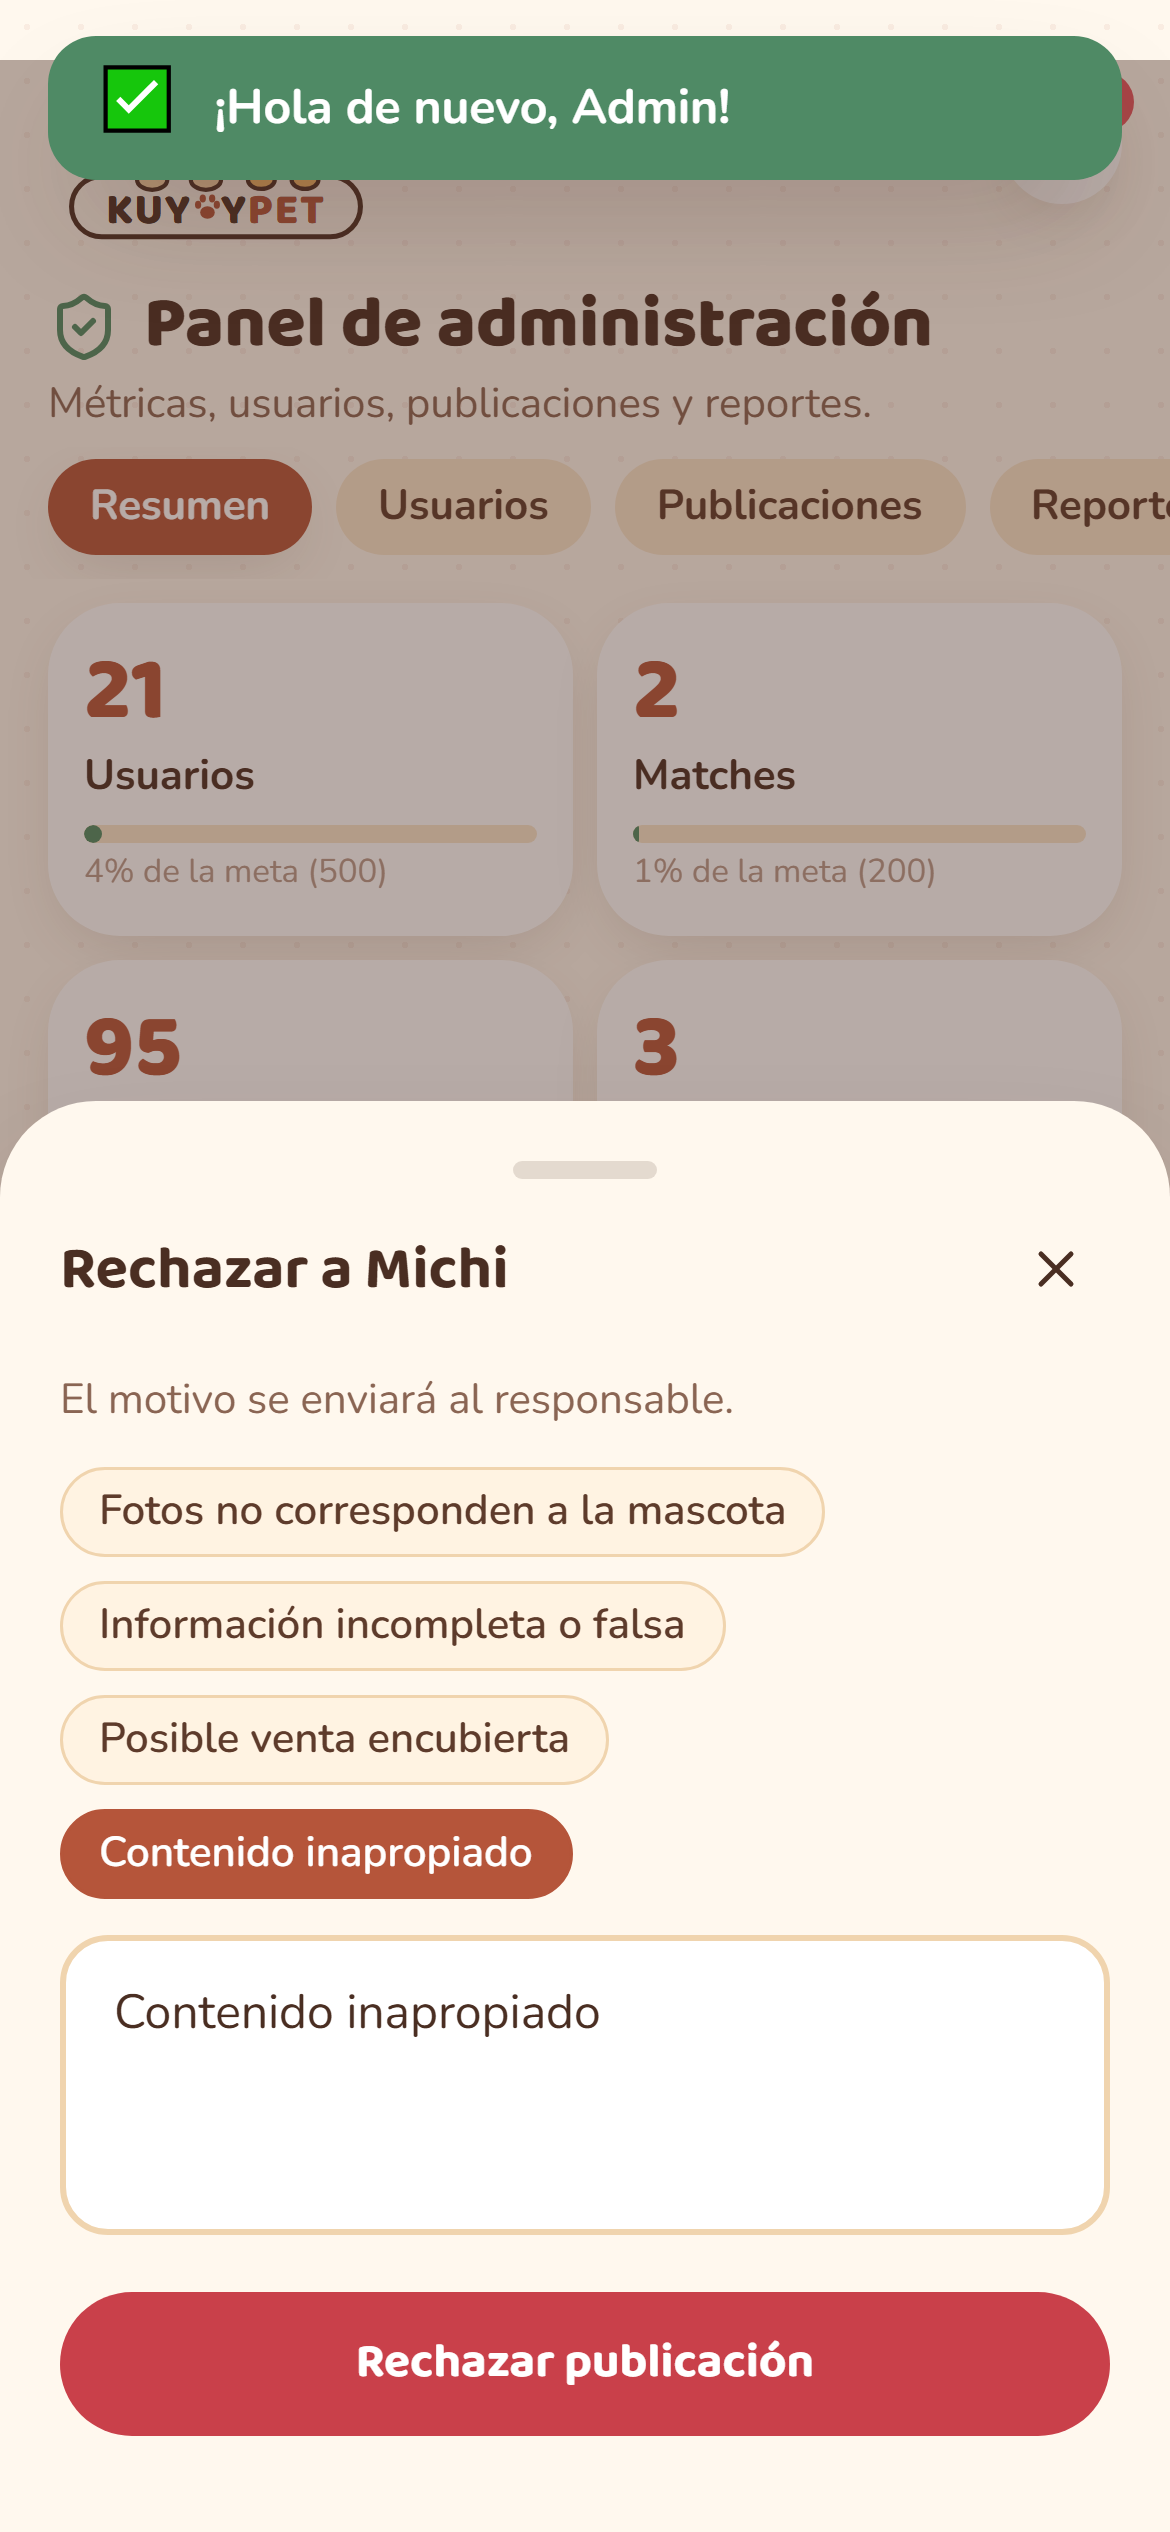 ¡Hola de nuevo, Admin!
KUYYPET
Panel de administración
Métricas, usuarios, publicaciones y reportes.
Resumen
Usuarios
Publicaciones
21
Usuarios
4% de la meta (500)
2
Matches
1% de la meta (200)
95
3
Rechazar a Michi
El motivo se enviará al responsable.
Fotos no corresponden a la mascota
Información incompleta o falsa
Posible venta encubierta
Contenido inapropiado
Contenido inapropiado
Rechazar publicación